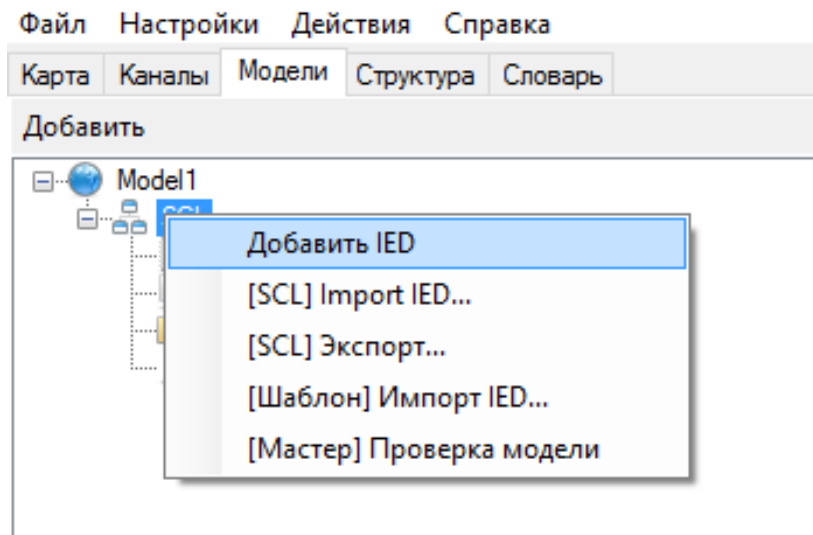 Файл Настройки Действия Справка
Карта Каналы Модели Структура Словарь
Добавить
Model1
Добавить IED
[SCL] Import IED...
[SCL] Экспорт...
[Шаблон] Импорт IED...
[Мастер] Проверка модели